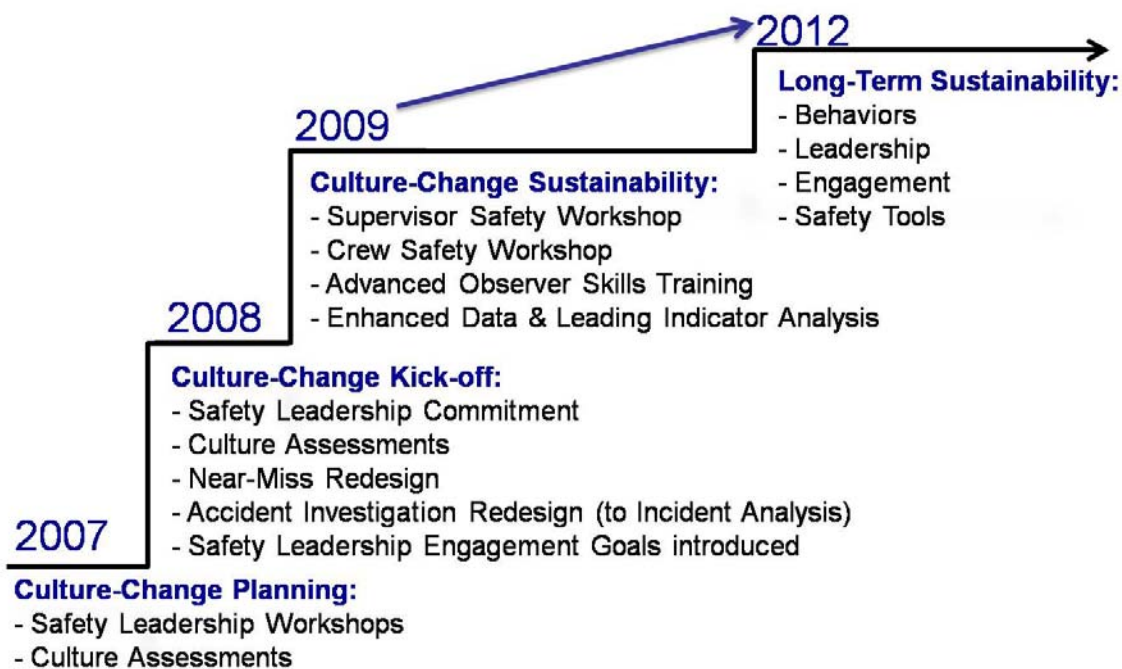 2012
Long-Term Sustainability:
- Behaviors
- Leadership
- Engagement
- Safety Tools
2009
Culture-Change Sustainability:
- Supervisor Safety Workshop
- Crew Safety Workshop
- Advanced Observer Skills Training
- Enhanced Data & Leading Indicator Analysis
2008
Culture-Change Kick-off:
- Safety Leadership Commitment
- Culture Assessments
- Near-Miss Redesign
- Accident Investigation Redesign (to Incident Analysis)
- Safety Leadership Engagement Goals introduced
2007
Culture-Change Planning:
- Safety Leadership Workshops
- Culture Assessments